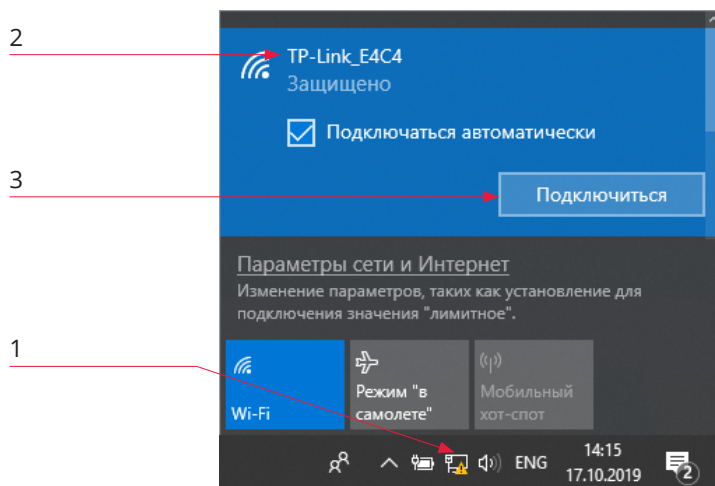 2
TP-Link_E4C4
Защищено
Подключаться автоматически
3
Подключиться
Параметры сети и Интернет
Изменение параметров, таких как установление для
подключения значения "лимитное".
1
Wi-Fi
Режим "в
самолете"
Мобильный
хот-спот
ENG
14:15
17.10.2019
2